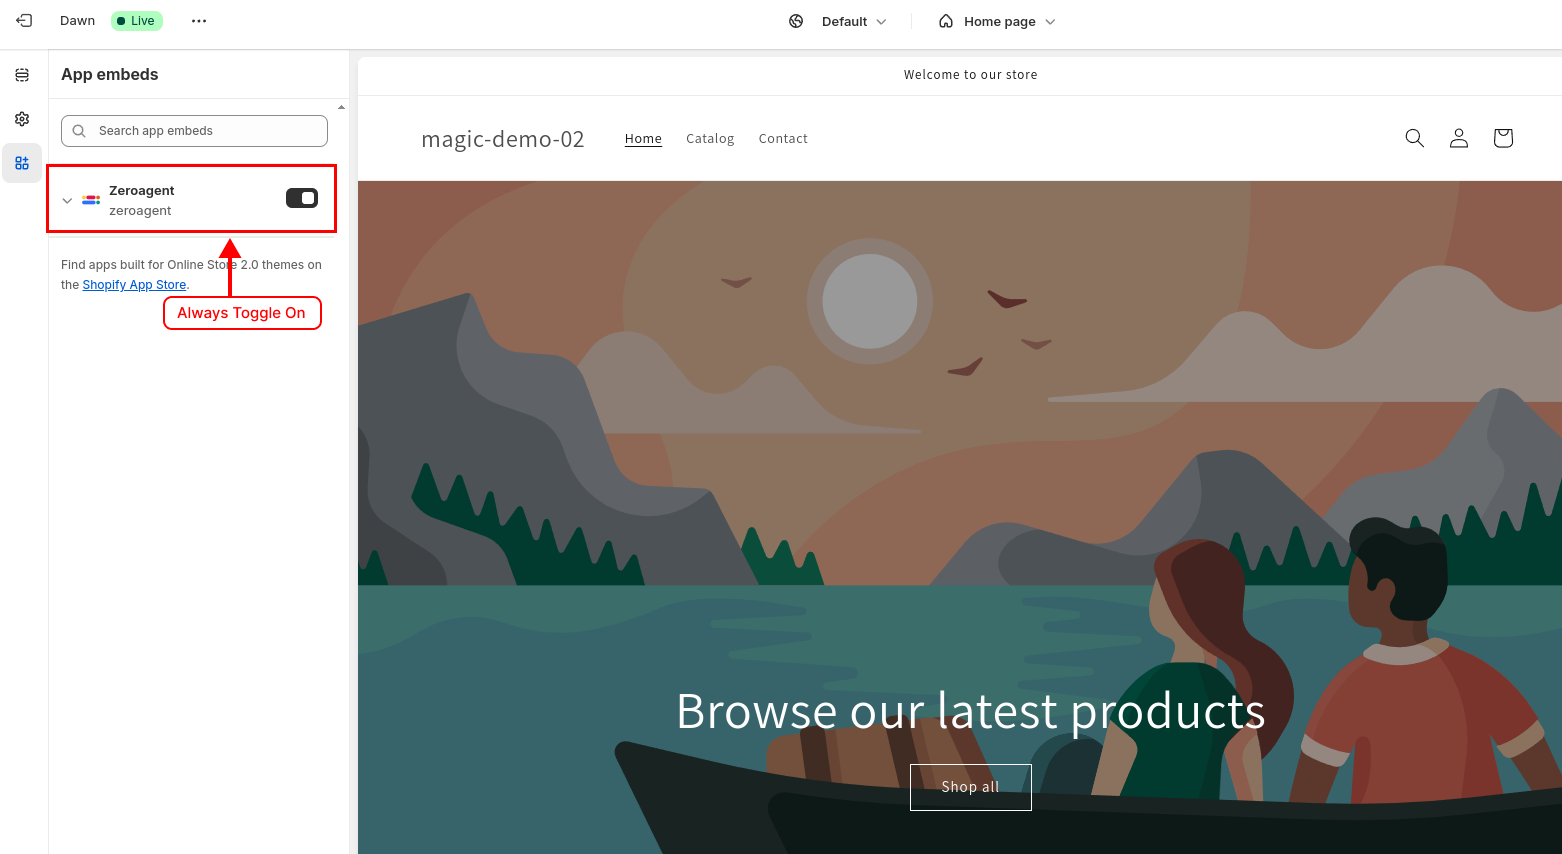 Dawn
Live
Default
Home page
App embeds
Search app embeds
Zeroagent
zeroagent
Find apps built for Online Store 2.0 themes on
the Shopify App Store.
Always Toggle On
Welcome to our store
magic-demo-02
Home
Catalog
Contact
Browse our latest products
Shop all